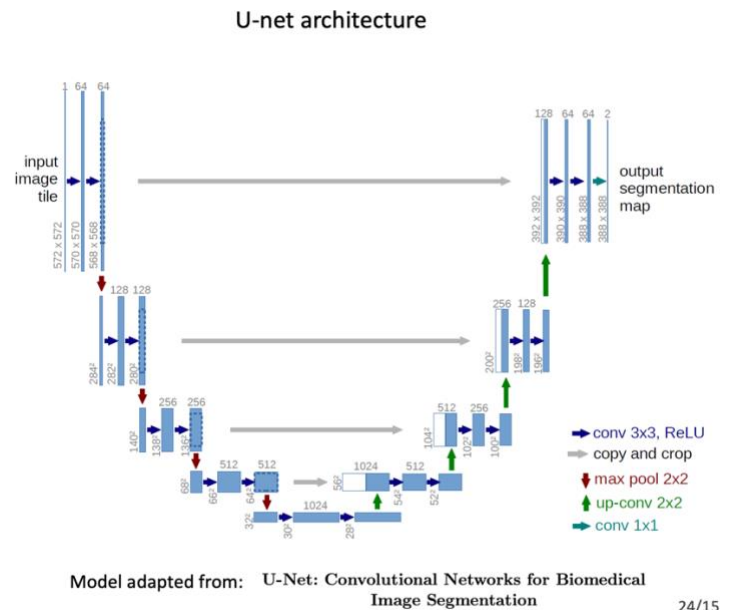 U-net architecture
1 64 64
128 64 64 2
input
image
tile
output
segmentation
map
572 x 572
570 x 570
568 x 568
392 x 392
390 x 390
388 x 388
388 x 388
128 128
256 128
284²
282²
280²
200²
198²
196²
256 256
512 256
140²
138²
136²
104²
102²
100²
512 512
1024 512
68²
66²
64²
56²
54²
52²
1024
32²
30²
28²
conv 3x3, ReLU
copy and crop
max pool 2x2
up-conv 2x2
conv 1x1
Model adapted from: U-Net: Convolutional Networks for Biomedical
Image Segmentation
24/15